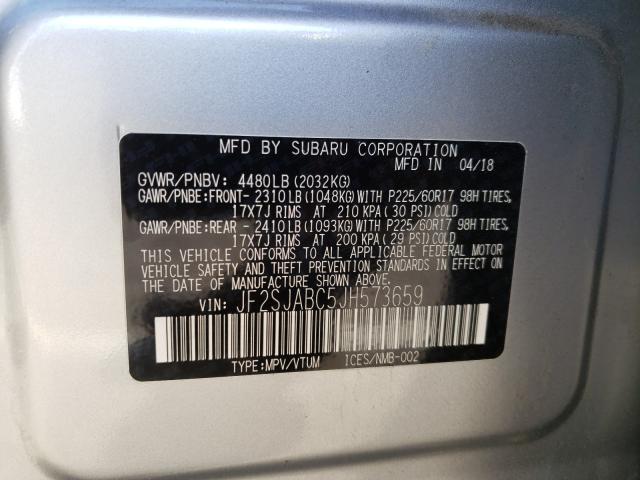 MFD BY SUBARU CORPORATION
MFD IN 04/18
GVWR/PNBV: 4480LB(2032KG)
GAWR/PNBE:FRONT- 2310LB(1048KG)WITH P225/60R17 98H TIRES,
17X7J RIMS AT 210 KPA(30 PSI)COLD
GAWR/PNBE:REAR - 2410LB(1093KG)WITH P225/60R17 98H TIRES,
17X7J RIMS AT 200 KPA(29 PSI)COLD
THIS VEHICLE CONFORMS TO ALL APPLICABLE FEDERAL MOTOR
VEHICLE SAFETY AND THEFT PREVENTION STANDARDS IN EFFECT ON
THE DATE OF MANUFACTURE SHOWN ABOVE.
VIN: JF2SJABC5JH573659
TYPE:MPV/VTUM ICES/NMB-002